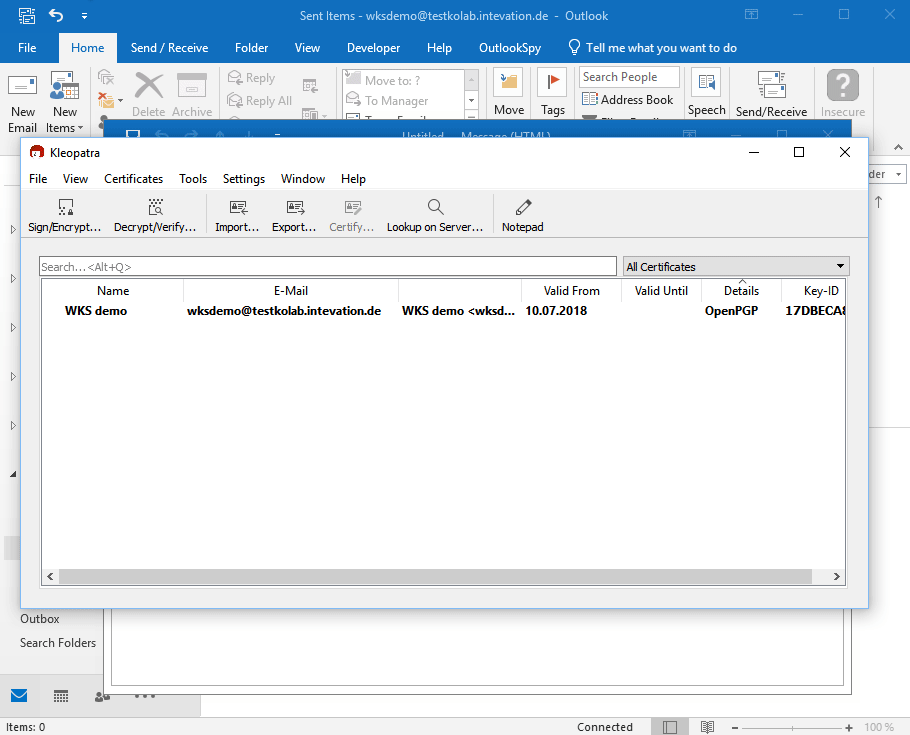 Sent Items - wksdemo@testkolab.intevation.de - Outlook
File Home Send / Receive Folder View Developer Help OutlookSpy Tell me what you want to do
New Email
New Items
Delete
Archive
Reply
Reply All
Move to: ?
To Manager
Move
Tags
Search People
Address Book
Speech
Send/Receive
Insecure
Untitled - Message (HTML)
Kleopatra
File View Certificates Tools Settings Window Help
Sign/Encrypt... Decrypt/Verify... Import... Export... Certify... Lookup on Server... Notepad
Search...<Alt+Q> All Certificates
Name E-Mail Valid From Valid Until Details Key-ID
WKS demo wksdemo@testkolab.intevation.de WKS demo <wksd... 10.07.2018 OpenPGP 17DBECA8
Outbox
Search Folders
Items: 0 Connected 100 %